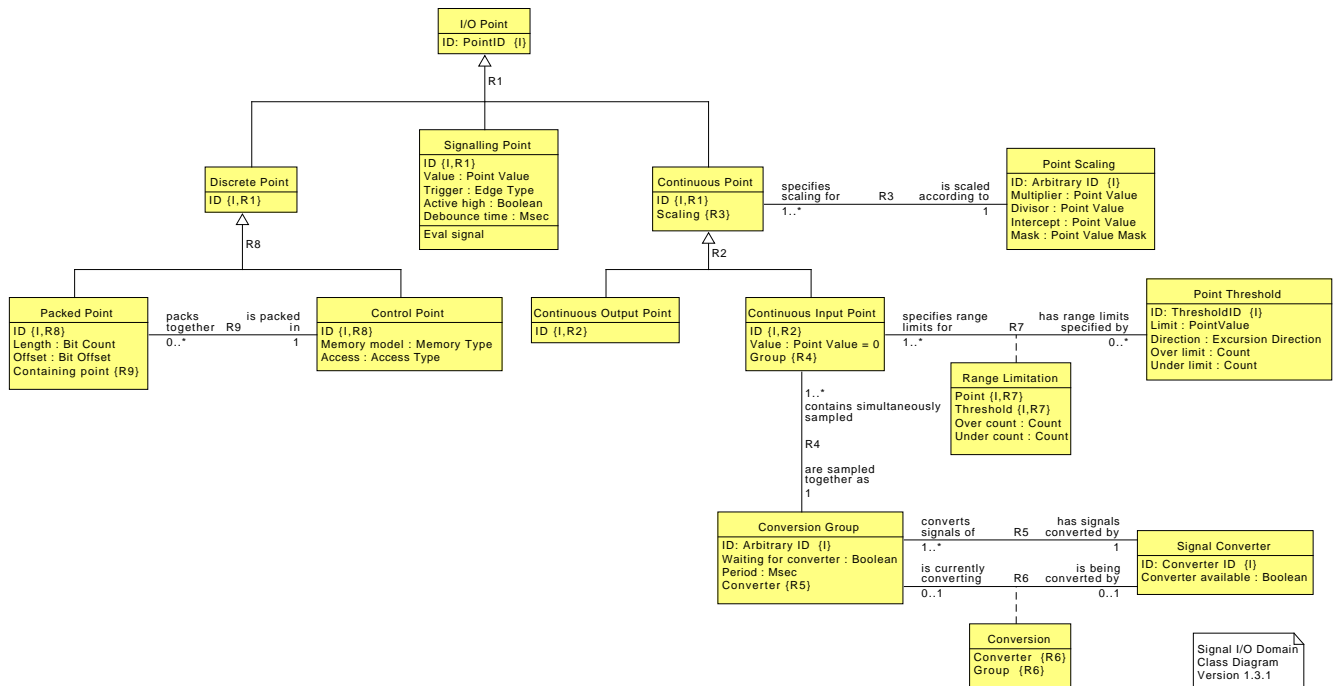 I/O Point
ID: PointID {I}
R1
Signalling Point
ID {I,R1}
Value : Point Value
Trigger : Edge Type
Active high : Boolean
Debounce time : Msec
Eval signal
Discrete Point
ID {I,R1}
Continuous Point
ID {I,R1}
Scaling {R3}
specifies
scaling for
1..*
R3
is scaled
according to
1
Point Scaling
ID: Arbitrary ID {I}
Multiplier : Point Value
Divisor : Point Value
Intercept : Point Value
Mask : Point Value Mask
R8
R2
Packed Point
ID {I,R8}
Length : Bit Count
Offset : Bit Offset
Containing point {R9}
packs
together
0..*
R9
is packed
in
1
Control Point
ID {I,R8}
Memory model : Memory Type
Access : Access Type
Continuous Output Point
ID {I,R2}
Continuous Input Point
ID {I,R2}
Value : Point Value = 0
Group {R4}
specifies range
limits for
1..*
R7
has range limits
specified by
0..*
Point Threshold
ID: ThresholdID {I}
Limit : PointValue
Direction : Excursion Direction
Over limit : Count
Under limit : Count
Range Limitation
Point {I,R7}
Threshold {I,R7}
Over count : Count
Under count : Count
1..*
contains simultaneously
sampled
R4
are sampled
together as
1
Conversion Group
ID: Arbitrary ID {I}
Waiting for converter : Boolean
Period : Msec
Converter {R5}
converts
signals of
1..*
R5
has signals
converted by
1
is currently
converting
0..1
R6
is being
converted by
0..1
Signal Converter
ID: Converter ID {I}
Converter available : Boolean
Conversion
Converter {R6}
Group {R6}
Signal I/O Domain
Class Diagram
Version 1.3.1